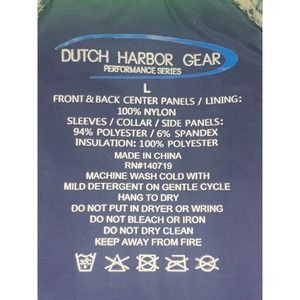 DUTCH HARBOR GEAR
PERFORMANCE SERIES
L
FRONT & BACK CENTER PANELS / LINING:
100% NYLON
SLEEVES / COLLAR / SIDE PANELS:
94% POLYESTER / 6% SPANDEX
INSULATION: 100% POLYESTER
MADE IN CHINA
RN#140719
MACHINE WASH COLD WITH
MILD DETERGENT ON GENTLE CYCLE
HANG TO DRY
DO NOT PUT IN DRYER OR WRING
DO NOT BLEACH OR IRON
DO NOT DRY CLEAN
KEEP AWAY FROM FIRE